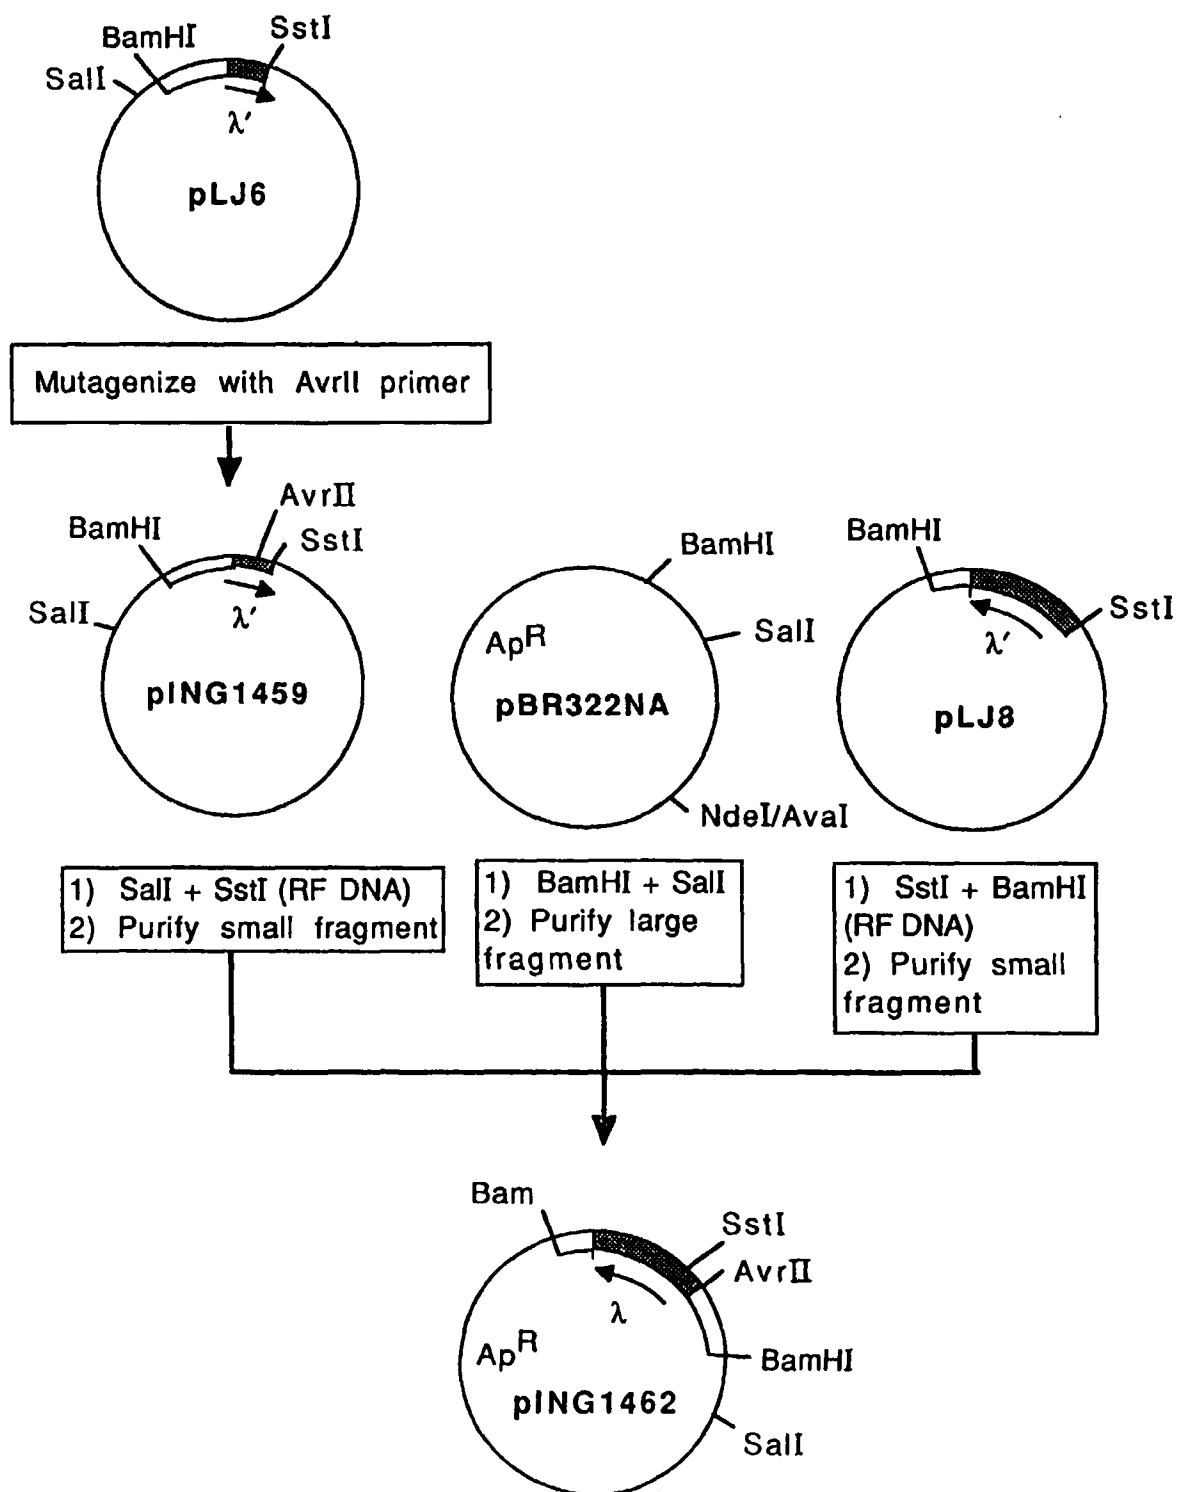 BamHI
SstI
SalI
λ′
pLJ6
Mutagenize with AvrII primer
AvrII
BamHI
SstI
SalI
λ′
pING1459
BamHI
SalI
ApR
pBR322NA
NdeI/AvaI
BamHI
SstI
λ′
pLJ8
1) SalI + SstI (RF DNA)
2) Purify small fragment
1) BamHI + SalI
2) Purify large
fragment
1) SstI + BamHI
(RF DNA)
2) Purify small
fragment
Bam
SstI
AvrII
λ
ApR
BamHI
pING1462
SalI